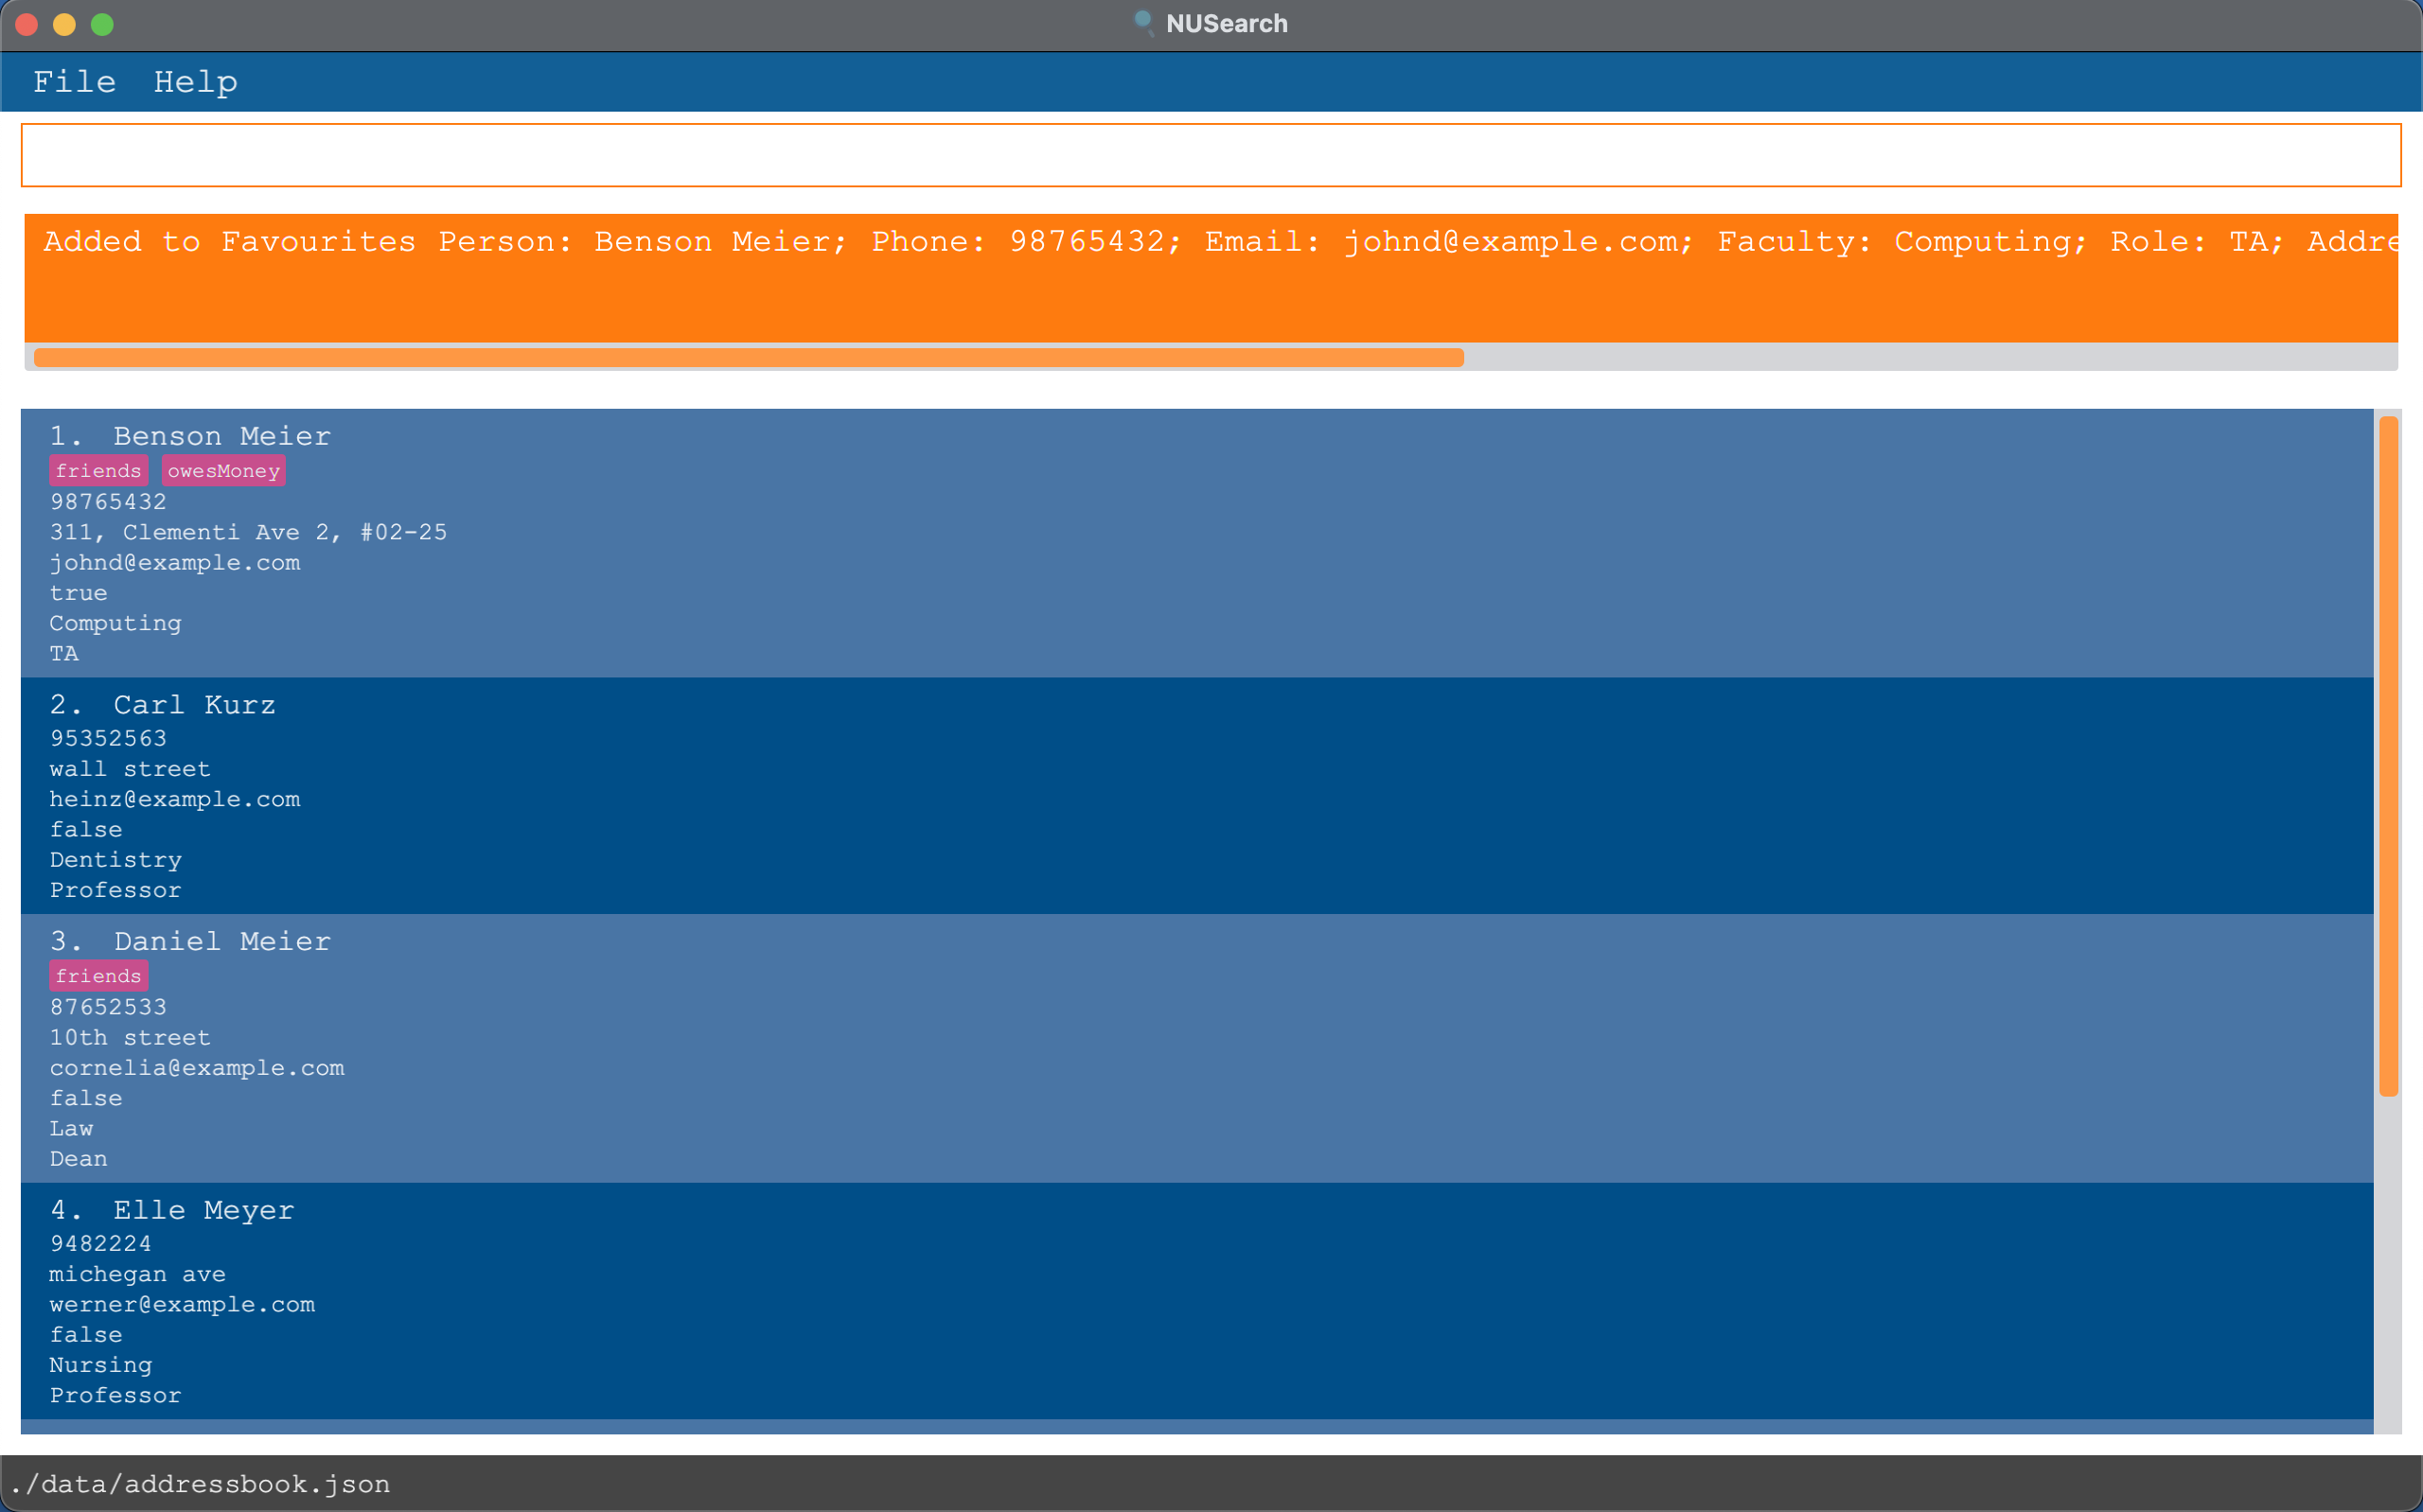 NUSearch
File Help
Added to Favourites Person: Benson Meier; Phone: 98765432; Email: johnd@example.com; Faculty: Computing; Role: TA; Addre
1. Benson Meier
friends owesMoney
98765432
311, Clementi Ave 2, #02-25
johnd@example.com
true
Computing
TA
2. Carl Kurz
95352563
wall street
heinz@example.com
false
Dentistry
Professor
3. Daniel Meier
friends
87652533
10th street
cornelia@example.com
false
Law
Dean
4. Elle Meyer
9482224
michegan ave
werner@example.com
false
Nursing
Professor
./data/addressbook.json